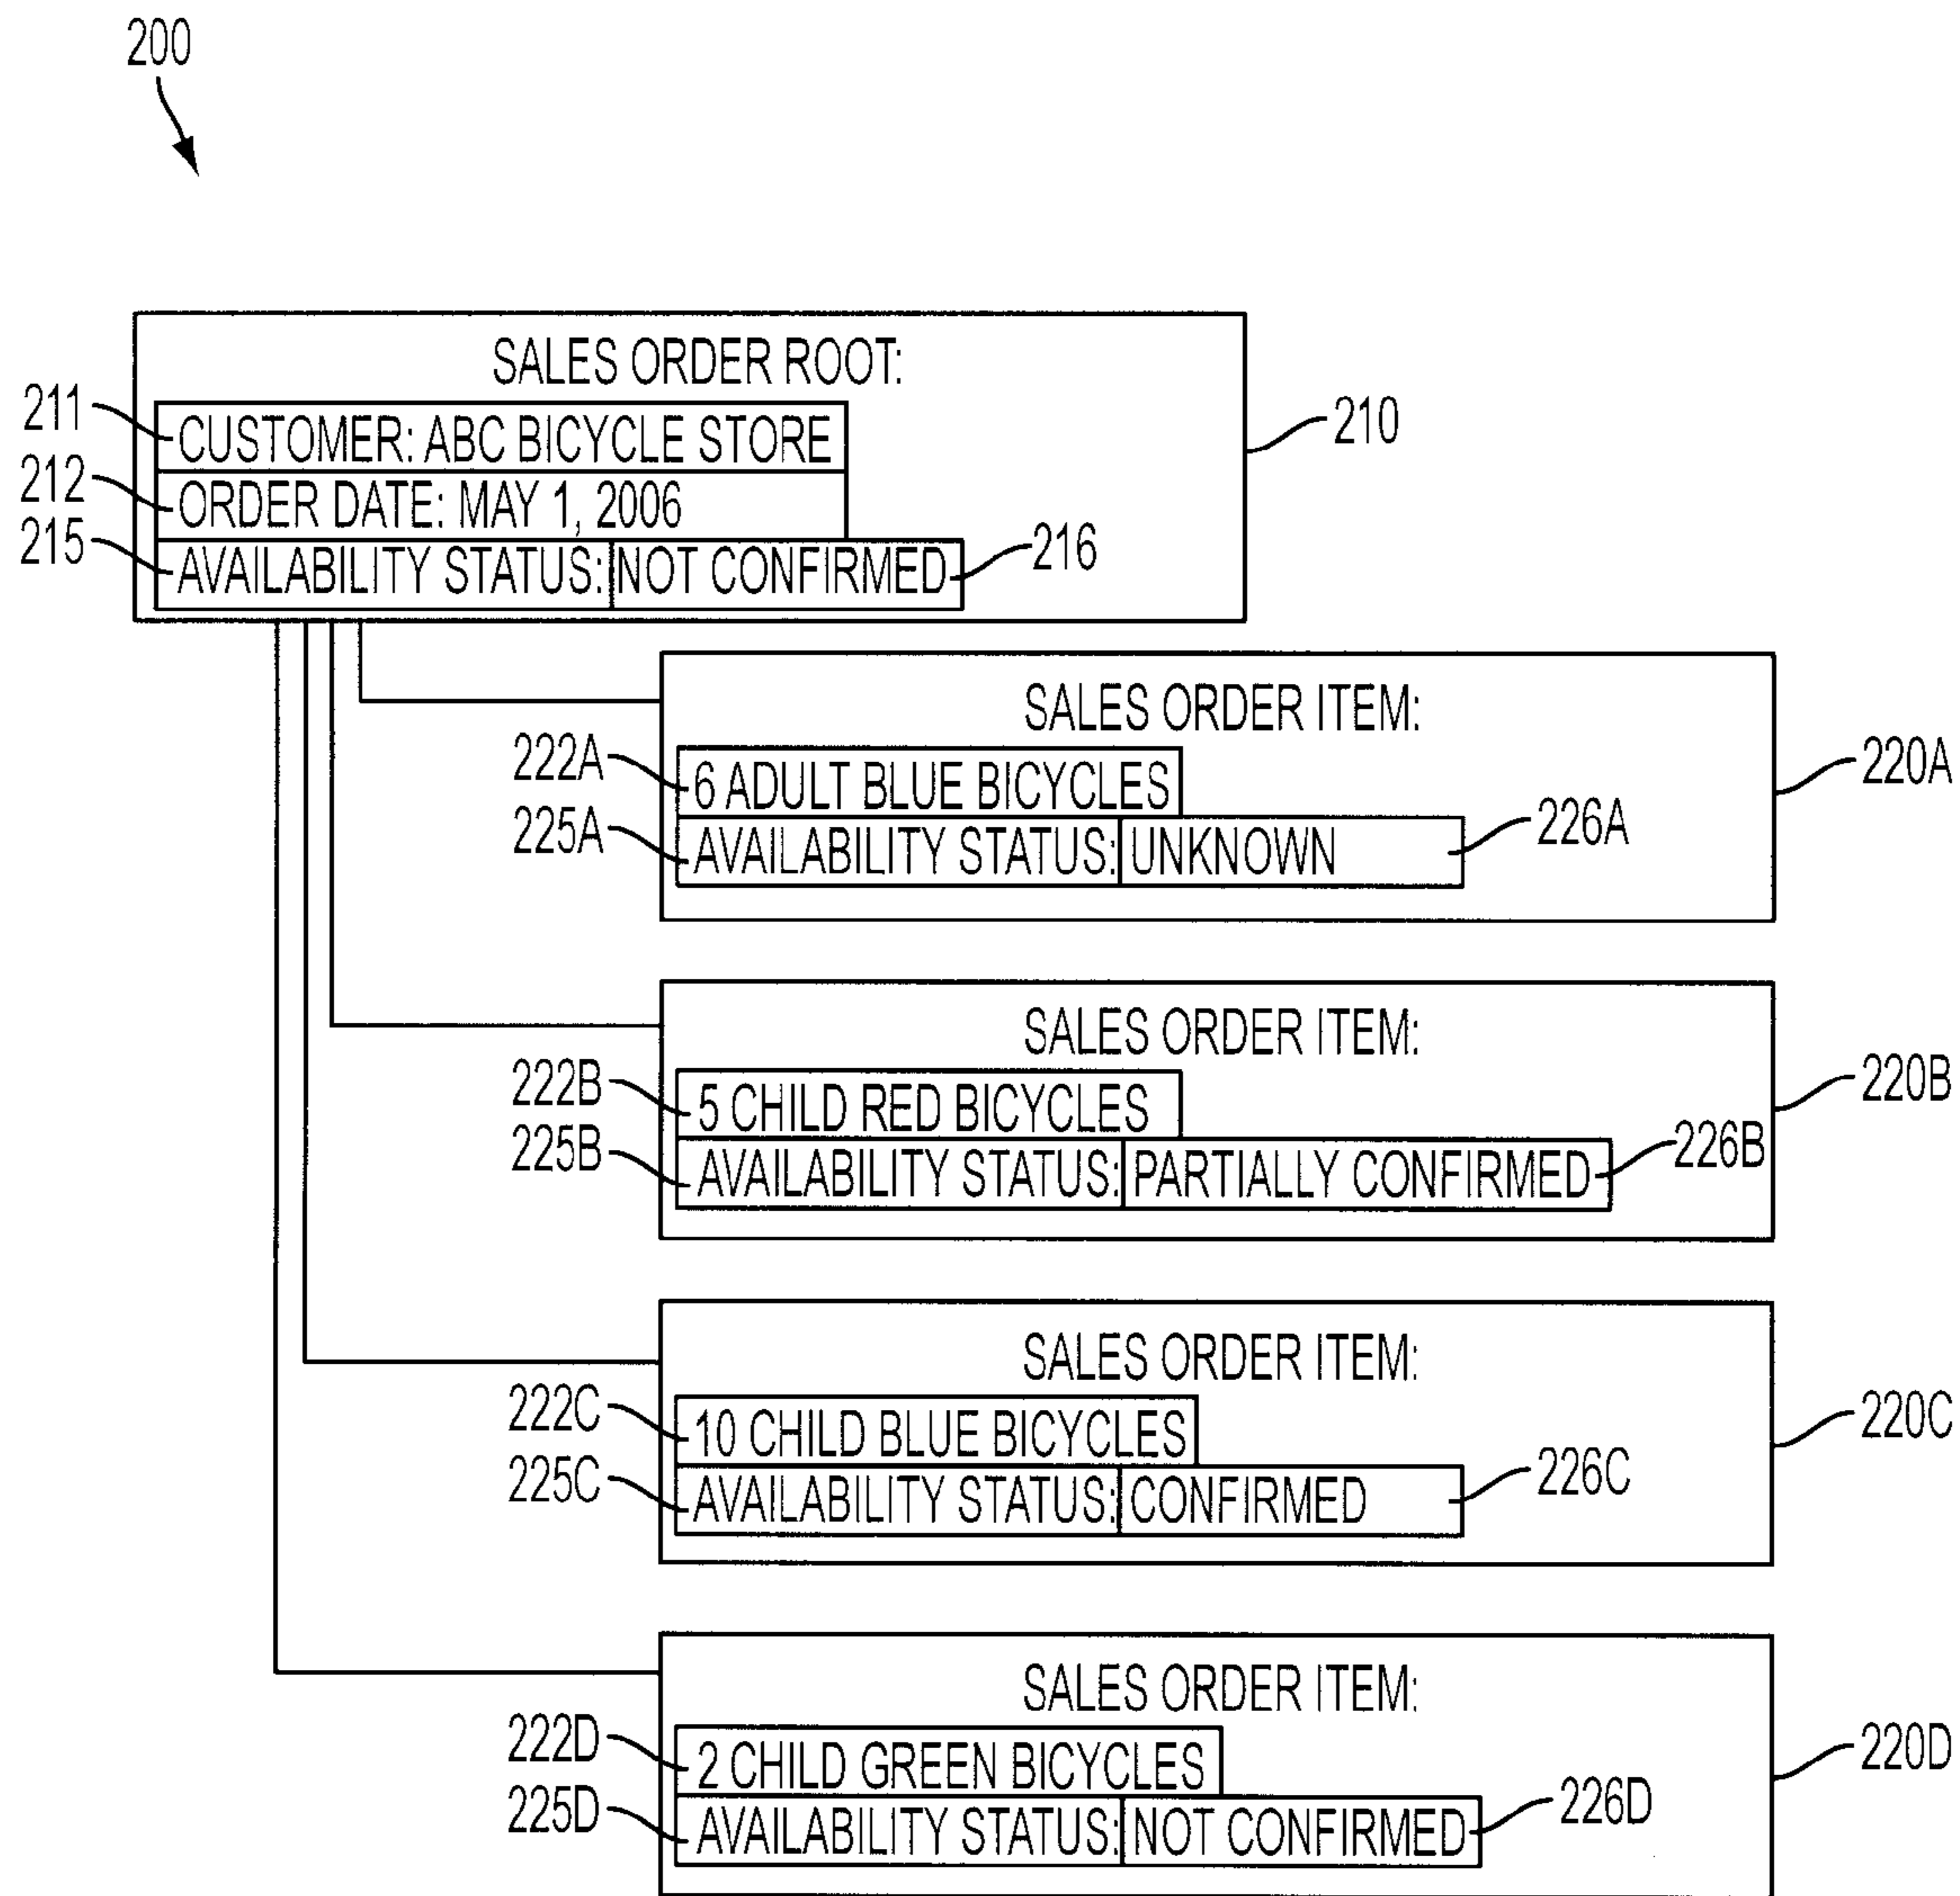 200
SALES ORDER ROOT:
211
CUSTOMER: ABC BICYCLE STORE
210
212
ORDER DATE: MAY 1, 2006
215
AVAILABILITY STATUS: NOT CONFIRMED
216
SALES ORDER ITEM:
222A
6 ADULT BLUE BICYCLES
220A
225A
AVAILABILITY STATUS: UNKNOWN
226A
SALES ORDER ITEM:
222B
5 CHILD RED BICYCLES
220B
225B
AVAILABILITY STATUS: PARTIALLY CONFIRMED
226B
SALES ORDER ITEM:
222C
10 CHILD BLUE BICYCLES
220C
225C
AVAILABILITY STATUS: CONFIRMED
226C
SALES ORDER ITEM:
222D
2 CHILD GREEN BICYCLES
220D
225D
AVAILABILITY STATUS: NOT CONFIRMED
226D